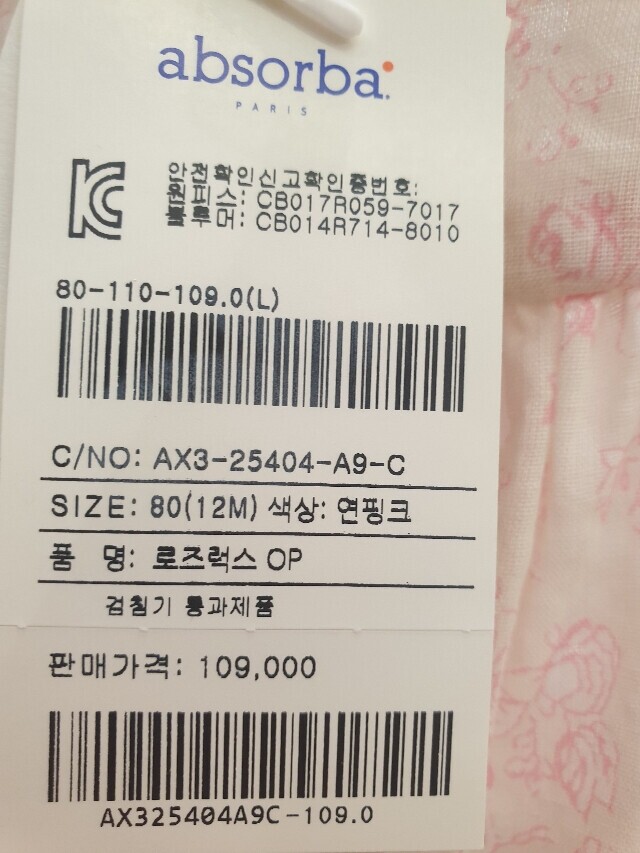 absorba
PARIS
안전확인신고확인증번호:
원피스: CB017R059-7017
블루머: CB014R714-8010
80-110-109.0(L)
C/NO: AX3-25404-A9-C
SIZE: 80(12M) 색상: 연핑크
품 명: 로즈럭스 OP
검침기 통과제품
판매가격: 109,000
AX325404A9C-109.0